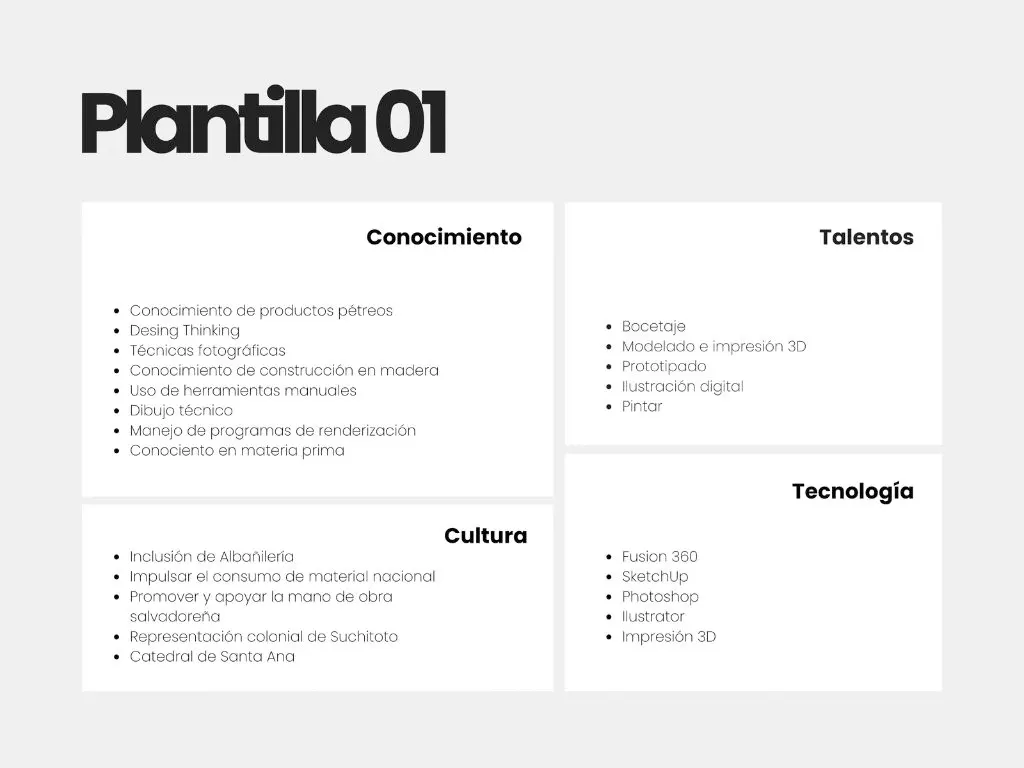 Plantilla 01
Conocimiento
Conocimiento de productos pétreos
Desing Thinking
Técnicas fotográficas
Conocimiento de construcción en madera
Uso de herramientas manuales
Dibujo técnico
Manejo de programas de renderización
Conociento en materia prima
Talentos
Bocetaje
Modelado e impresión 3D
Prototipado
Ilustración digital
Pintar
Cultura
Inclusión de Albañilería
Impulsar el consumo de material nacional
Promover y apoyar la mano de obra
salvadoreña
Representación colonial de Suchitoto
Catedral de Santa Ana
Tecnología
Fusion 360
SketchUp
Photoshop
Ilustrator
Impresión 3D